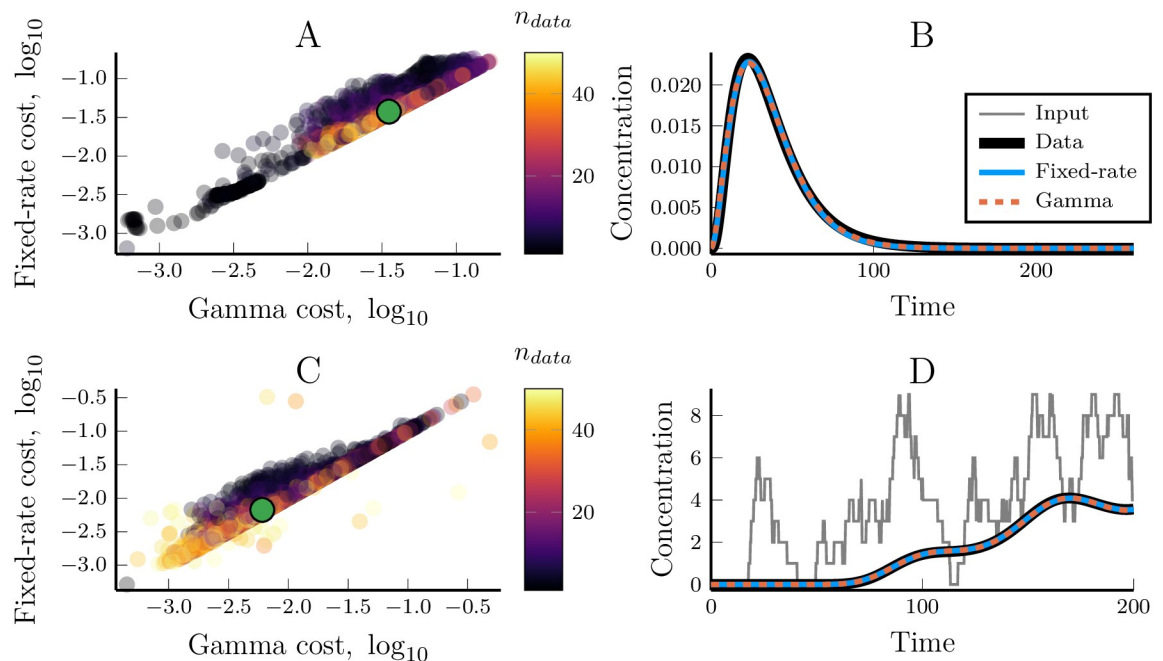 A
n_data
Fixed-rate cost, log10
−1.0
−1.5
−2.0
−2.5
−3.0
40
20
−3.0 −2.5 −2.0 −1.5 −1.0
Gamma cost, log10
B
Concentration
0.020
0.015
0.010
0.005
0.000
Input
Data
Fixed-rate
Gamma
0 100 200
Time
C
n_data
Fixed-rate cost, log10
−0.5
−1.0
−1.5
−2.0
−2.5
−3.0
40
20
−3.0 −2.5 −2.0 −1.5 −1.0 −0.5
Gamma cost, log10
D
Concentration
8
6
4
2
0
0 100 200
Time